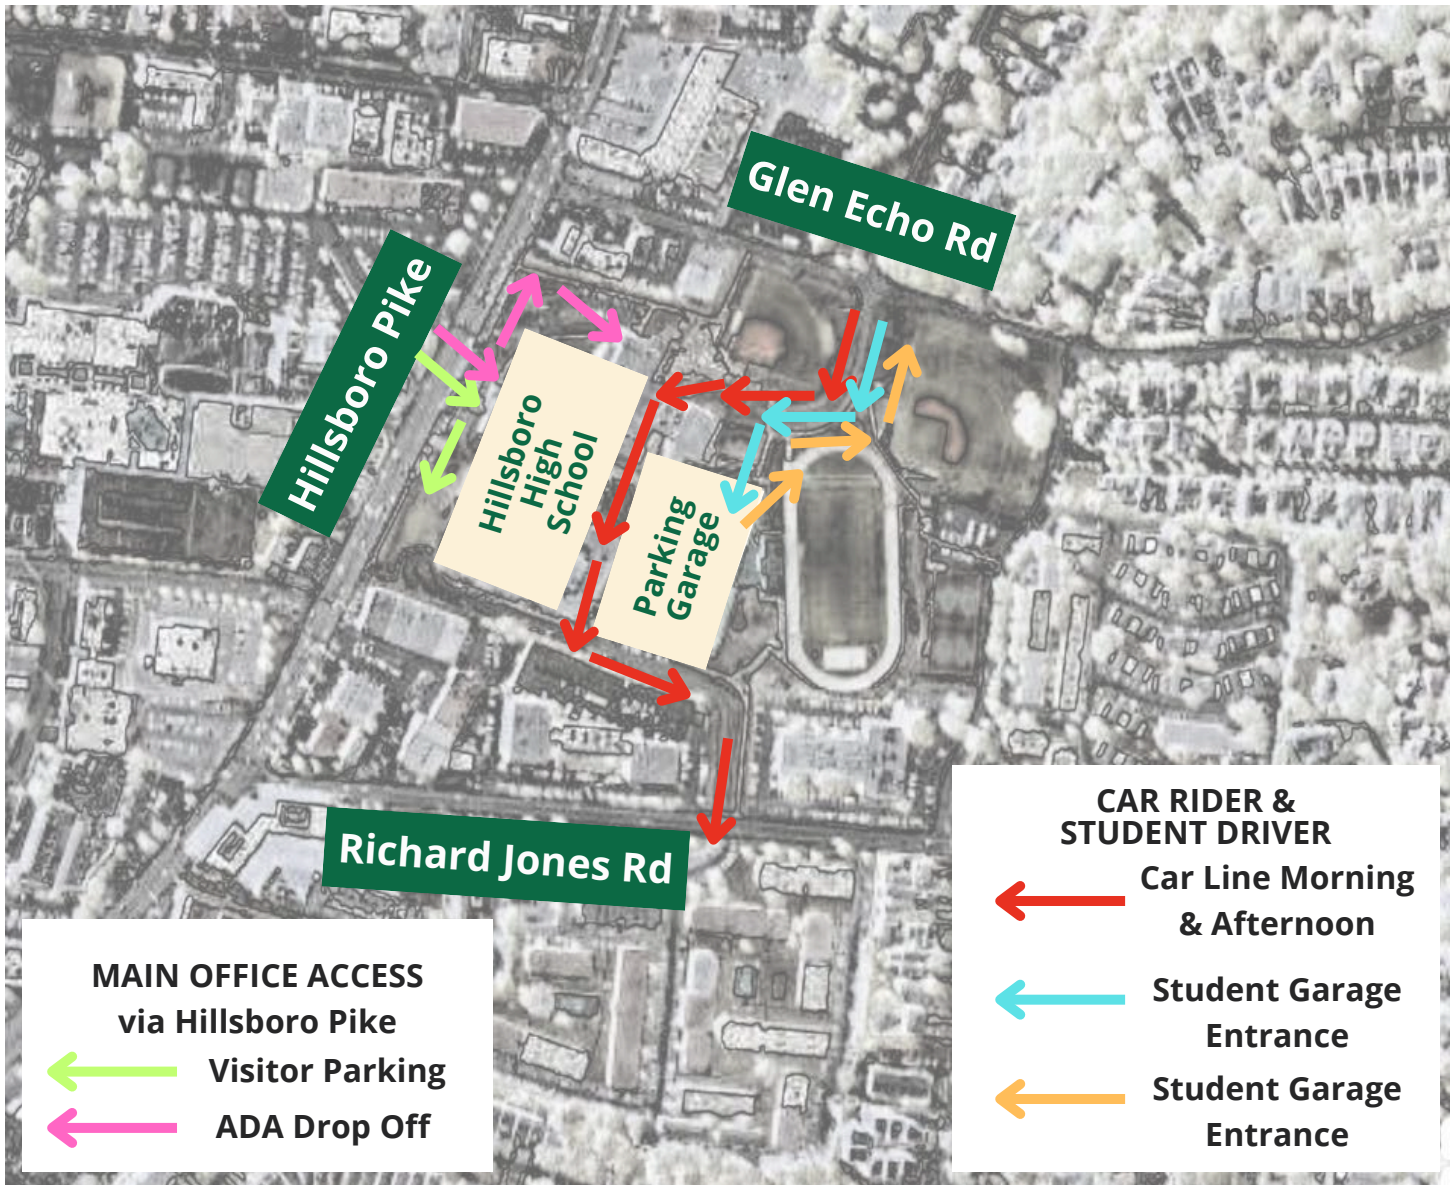 Glen Echo Rd
Hillsboro Pike
Hillsboro
High
School
Parking
Garage
Richard Jones Rd
MAIN OFFICE ACCESS
via Hillsboro Pike
Visitor Parking
ADA Drop Off
CAR RIDER &
STUDENT DRIVER
Car Line Morning
& Afternoon
Student Garage
Entrance
Student Garage
Entrance